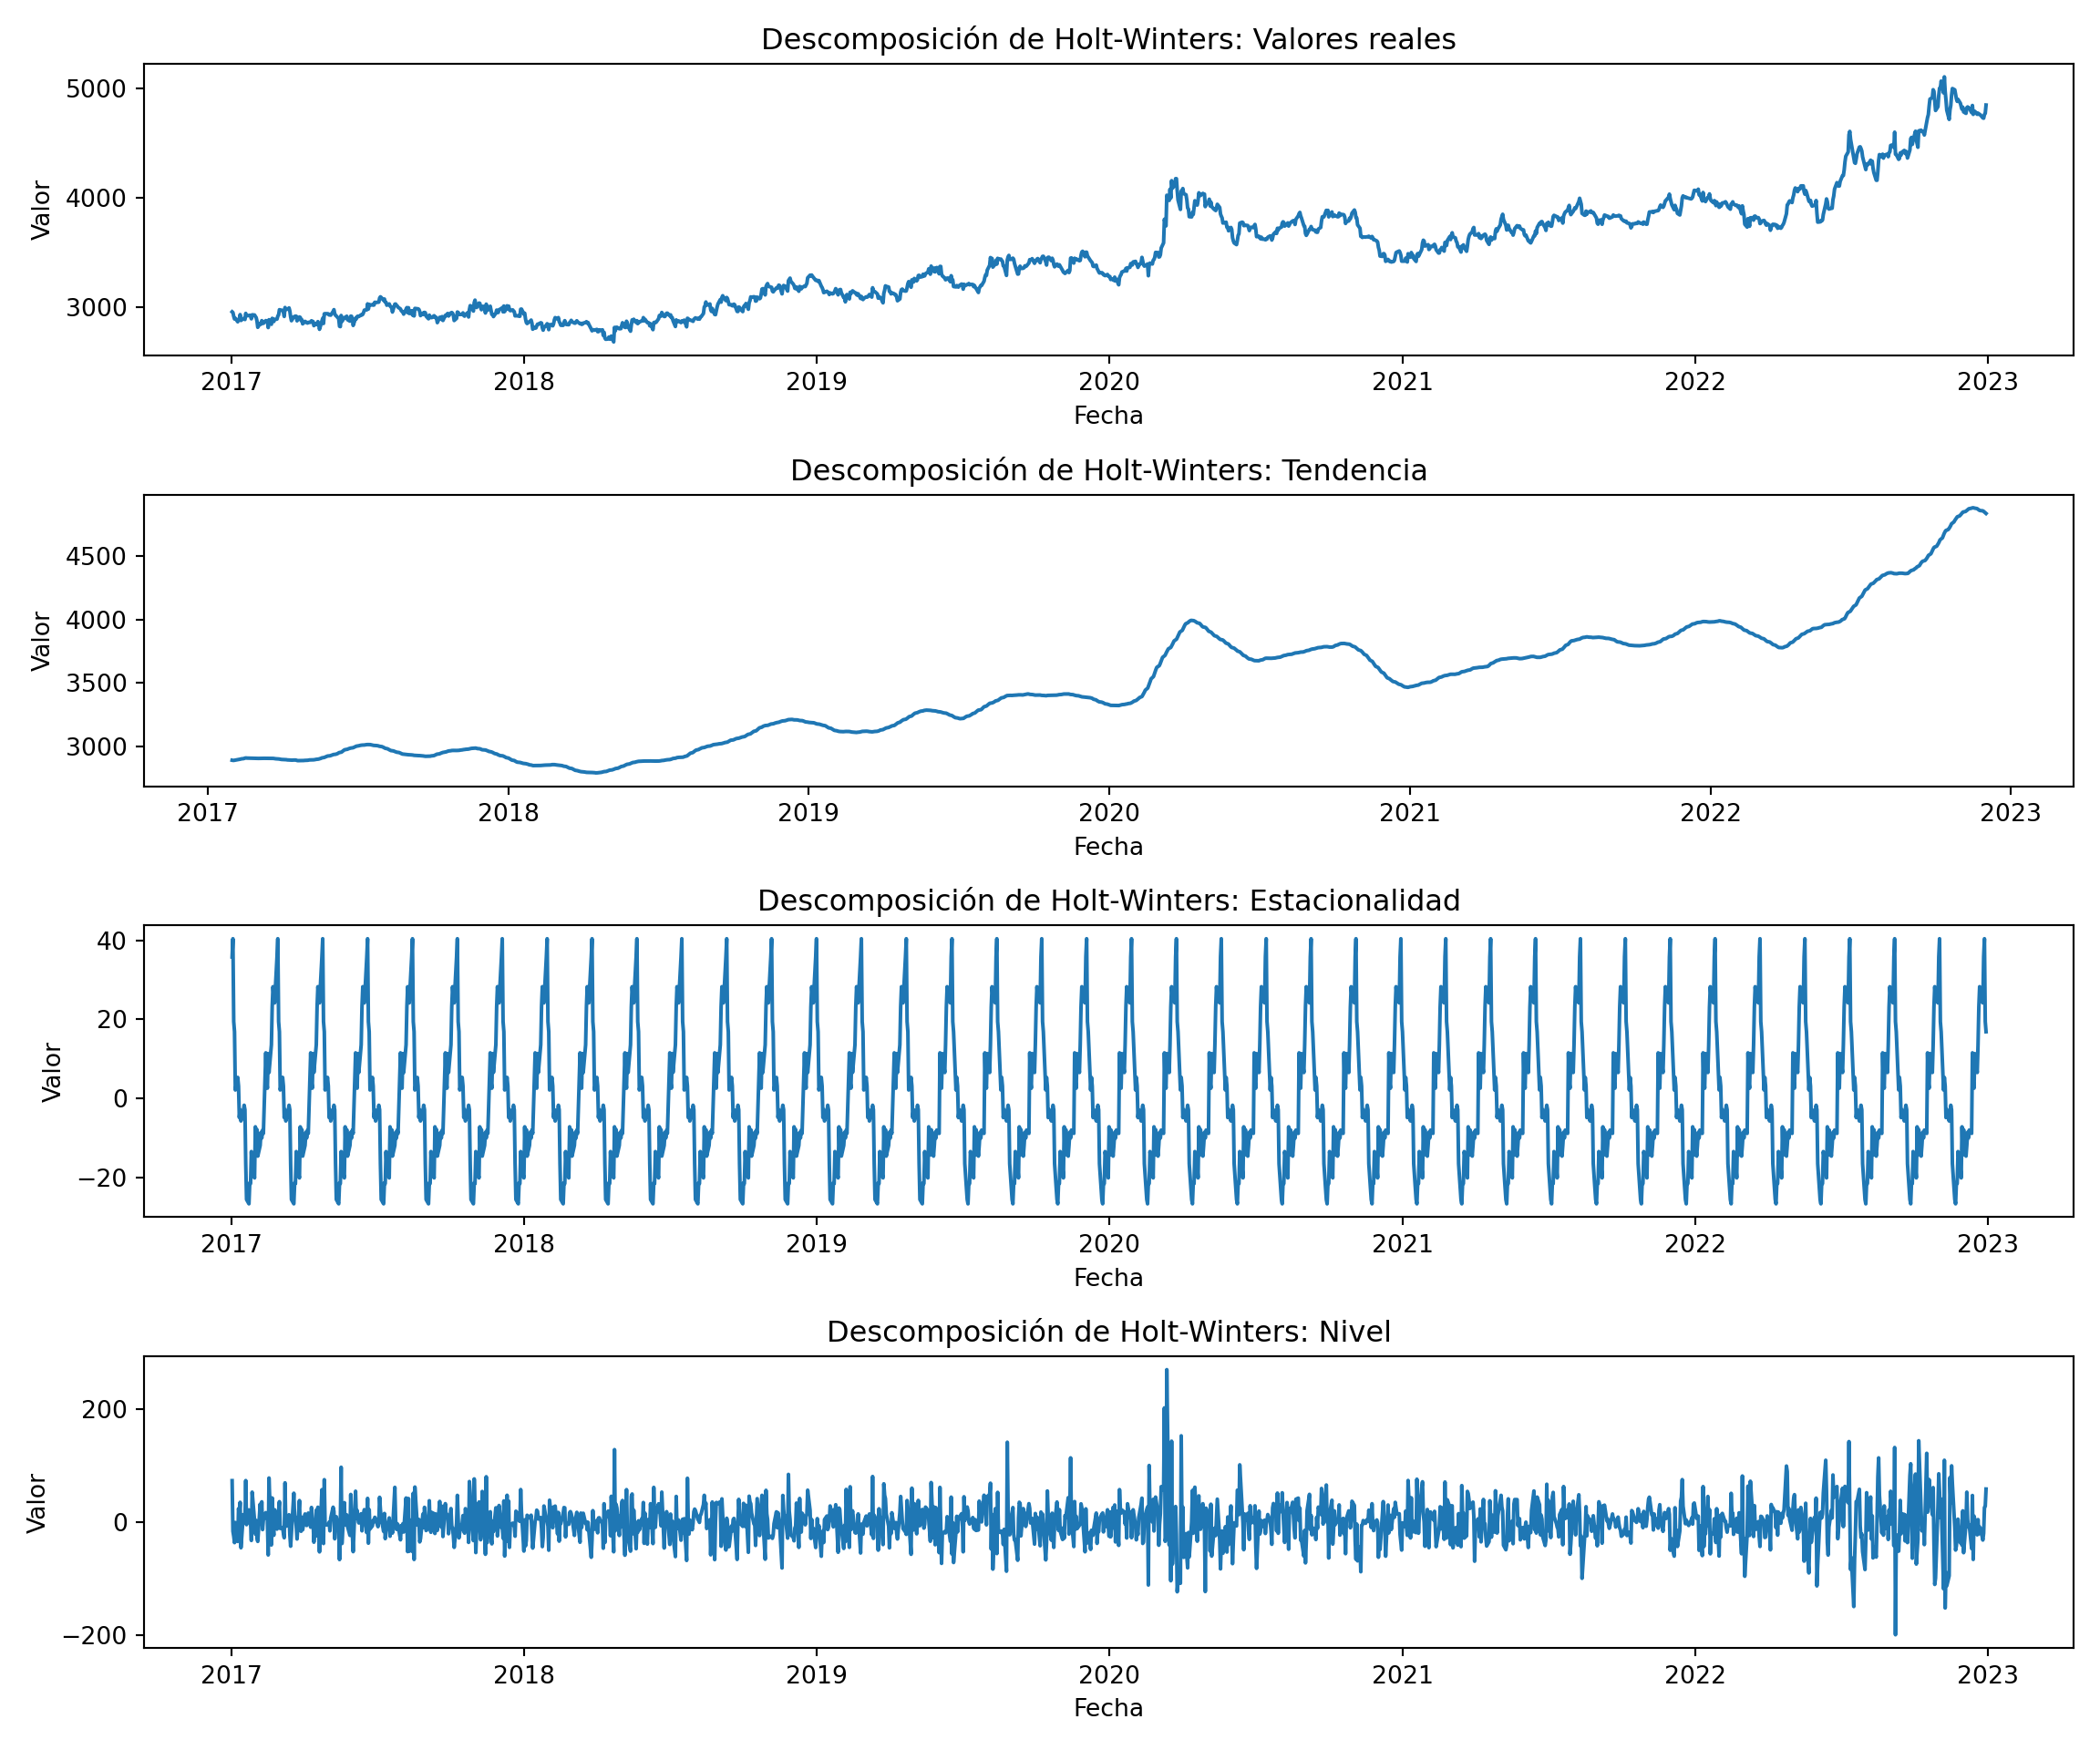 Descomposición de Holt-Winters: Valores reales
5000
4000
3000
Valor
2017 2018 2019 2020 2021 2022 2023
Fecha
Descomposición de Holt-Winters: Tendencia
4500
4000
3500
3000
Valor
2017 2018 2019 2020 2021 2022 2023
Fecha
Descomposición de Holt-Winters: Estacionalidad
40
20
0
−20
Valor
2017 2018 2019 2020 2021 2022 2023
Fecha
Descomposición de Holt-Winters: Nivel
200
0
−200
Valor
2017 2018 2019 2020 2021 2022 2023
Fecha